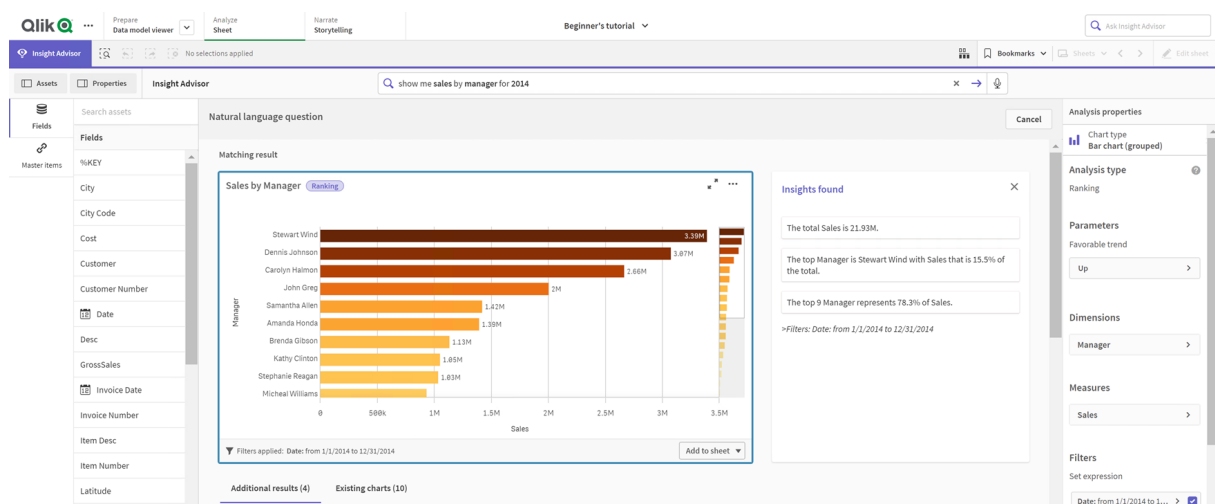 Qlik
Prepare
Data model viewer
Analyze
Sheet
Narrate
Storytelling
Beginner's tutorial
Ask Insight Advisor
Insight Advisor
No selections applied
Bookmarks
Sheets
Edit sheet
Assets
Properties
Insight Advisor
show me sales by manager for 2014
Fields
Master items
Search assets
Fields
%KEY
City
City Code
Cost
Customer
Customer Number
Date
Desc
GrossSales
Invoice Date
Invoice Number
Item Desc
Item Number
Latitude
Natural language question
Cancel
Matching result
Sales by Manager
Ranking
Manager
Stewart Wind
3.39M
Dennis Johnson
3.07M
Carolyn Halmon
2.66M
John Greg
2M
Samantha Allen
1.42M
Amanda Honda
1.39M
Brenda Gibson
1.13M
Kathy Clinton
1.05M
Stephanie Reagan
1.03M
Micheal Williams
0
500k
1M
1.5M
2M
2.5M
3M
3.5M
Sales
Filters applied: Date: from 1/1/2014 to 12/31/2014
Add to sheet
Additional results (4)
Existing charts (10)
Insights found
The total Sales is 21.93M.
The top Manager is Stewart Wind with Sales that is 15.5% of
the total.
The top 9 Manager represents 78.3% of Sales.
>Filters: Date: from 1/1/2014 to 12/31/2014
Analysis properties
Chart type
Bar chart (grouped)
Analysis type
Ranking
Parameters
Favorable trend
Up
Dimensions
Manager
Measures
Sales
Filters
Set expression
Date: from 1/1/2014 to 1...